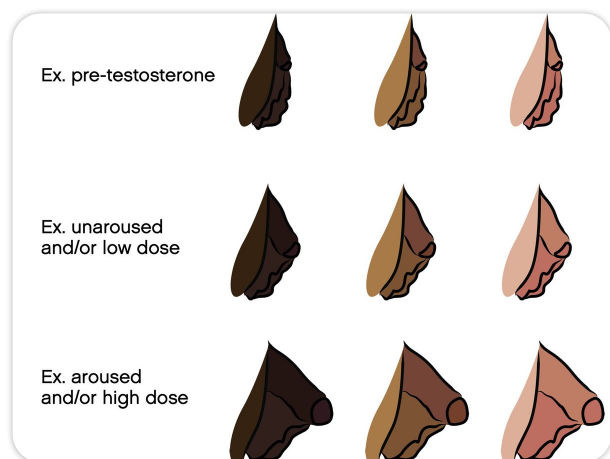 Ex. pre-testosterone
Ex. unaroused
and/or low dose
Ex. aroused
and/or high dose